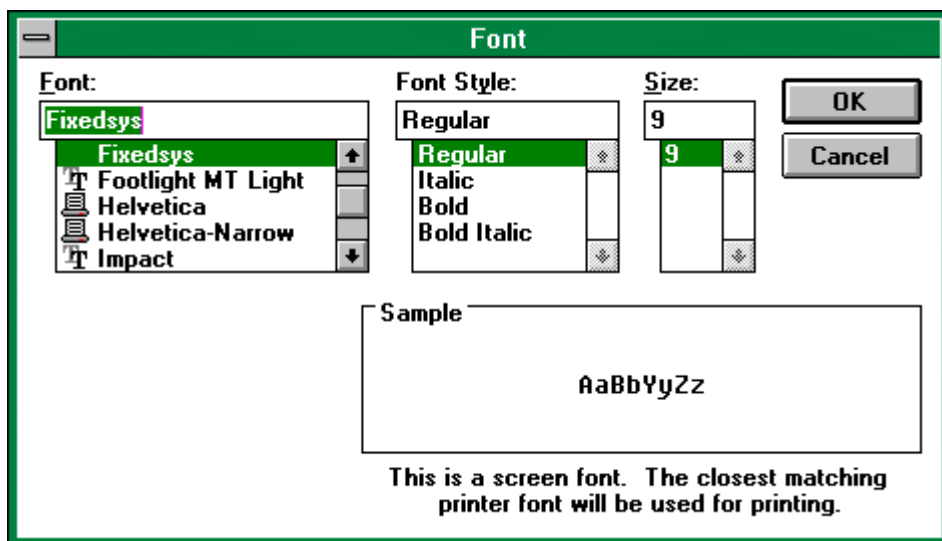 Font
Font:
Fixedsys
Fixedsys
Footlight MT Light
Helvetica
Helvetica-Narrow
Impact
Font Style:
Regular
Regular
Italic
Bold
Bold Italic
Size:
9
9
OK
Cancel
Sample
AaBbYyZz
This is a screen font.  The closest matching
printer font will be used for printing.